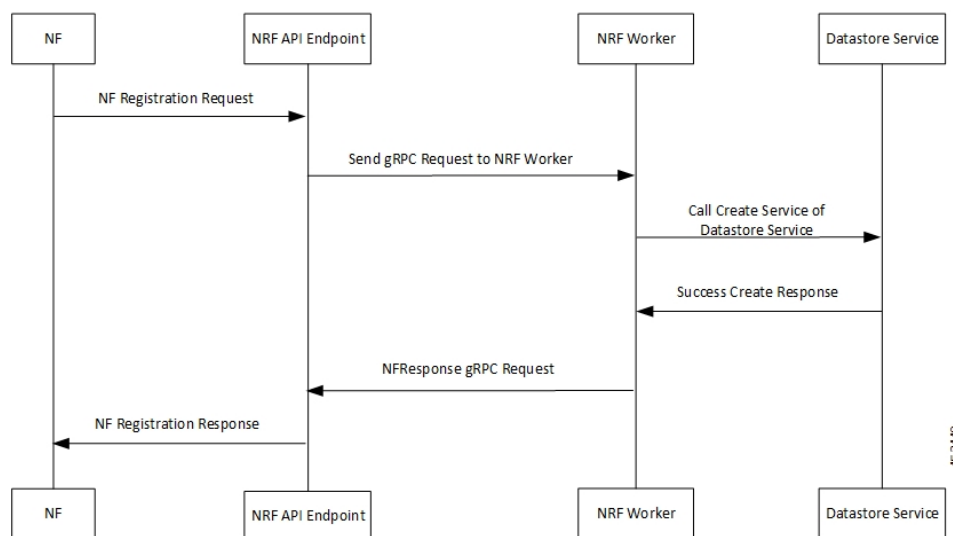 NF
NRF API Endpoint
NRF Worker
Datastore Service
NF Registration Request
Send gRPC Request to NRF Worker
Call Create Service of
Datastore Service
Success Create Response
NFResponse gRPC Request
NF Registration Response
NF
NRF API Endpoint
NRF Worker
Datastore Service